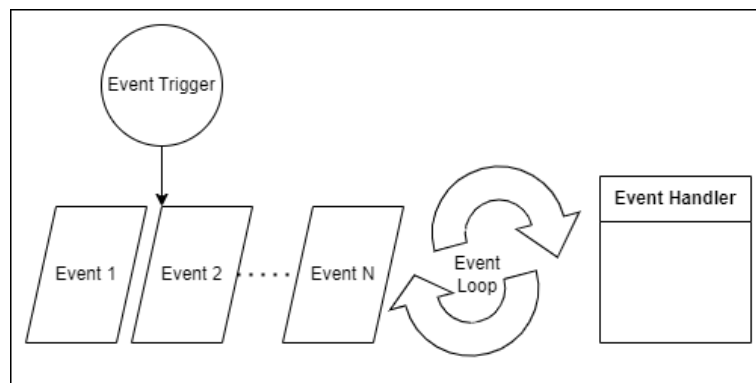 Event Trigger
Event 1
Event 2
Event N
Event
Loop
Event Handler